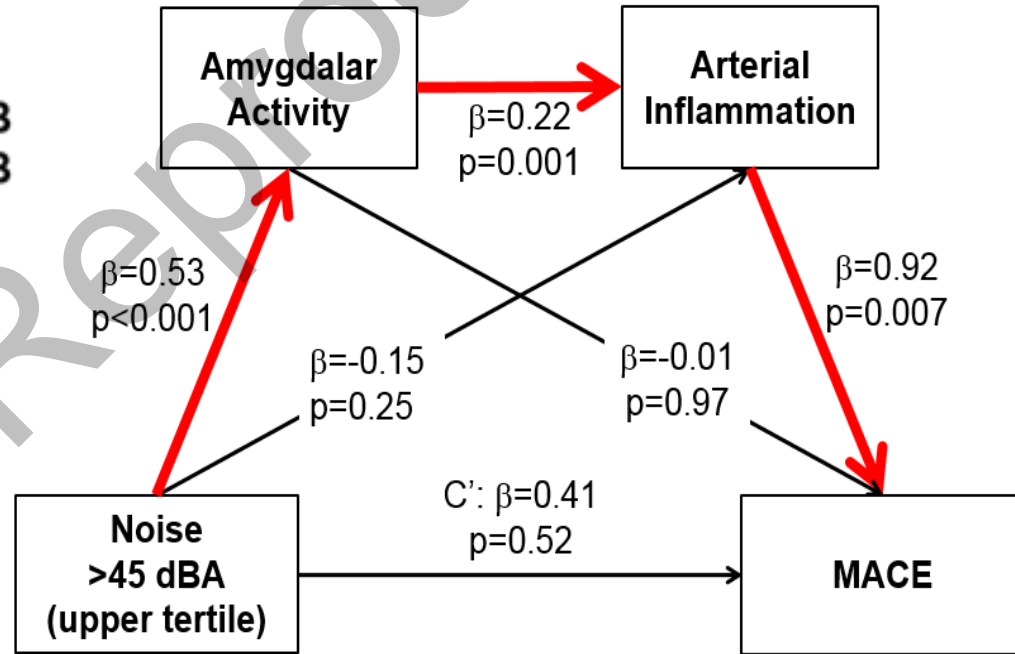 Amygdalar
Activity
Arterial
Inflammation
β=0.22
p=0.001
β=0.53
p<0.001
β=0.92
p=0.007
β=-0.15
p=0.25
β=-0.01
p=0.97
C’: β=0.41
p=0.52
Noise
>45 dBA
(upper tertile)
MACE